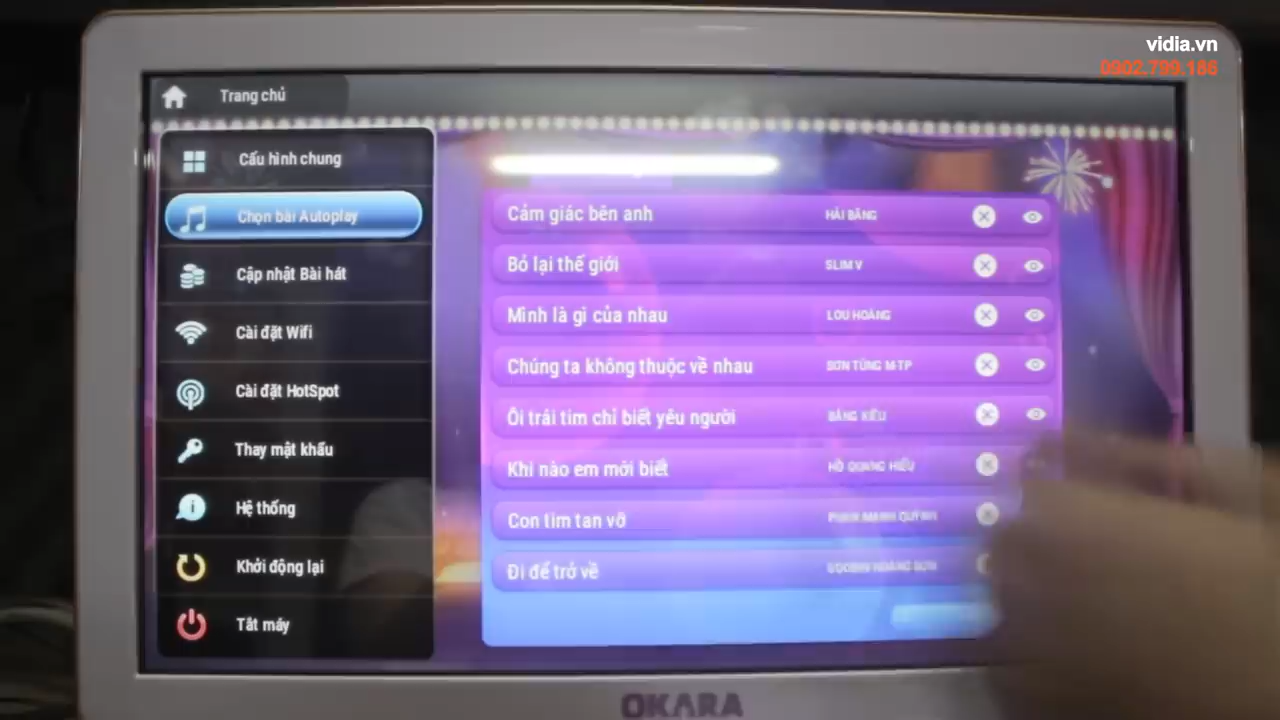 vidia.vn
0902.799.186
Trang chủ
Cấu hình chung
Chọn bài Autoplay
Cập nhật Bài hát
Cài đặt Wifi
Cài đặt HotSpot
Thay mật khẩu
Hệ thống
Khởi động lại
Tắt máy
Cảm giác bên anh HẢI BĂNG
Bỏ lại thế giới SLIM V
Mình là gì của nhau LOU HOÀNG
Chúng ta không thuộc về nhau SƠN TÙNG M-TP
Ôi trái tim chỉ biết yêu người BẰNG KIỀU
Khi nào em mới biết HỒ QUANG HIẾU
Con tim tan vỡ PHAN MẠNH QUỲNH
Đi để trở về
OKARA